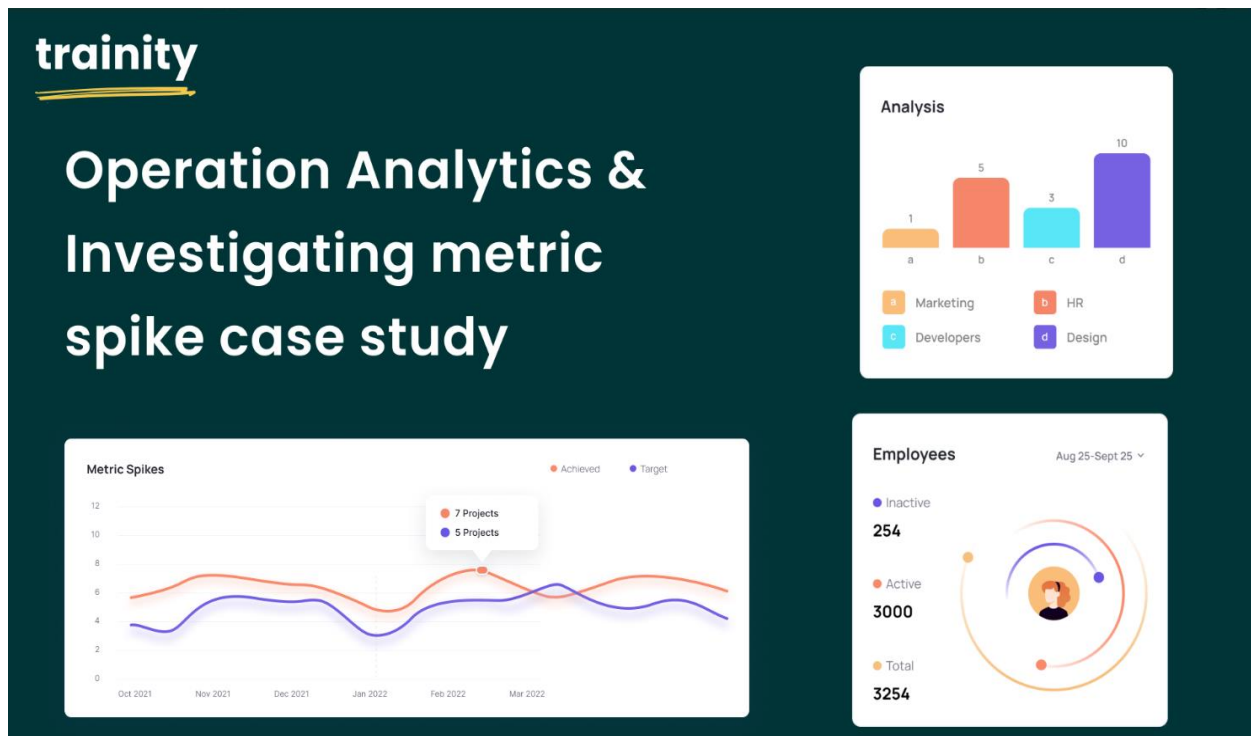 trainity
Operation Analytics &
Investigating metric
spike case study
Analysis
10
5
3
1
a b c d
a Marketing b HR
c Developers d Design
Metric Spikes
Achieved Target
12
10
8
6
4
2
0
7 Projects
5 Projects
Oct 2021 Nov 2021 Dec 2021 Jan 2022 Feb 2022 Mar 2022
Employees Aug 25-Sept 25
Inactive
254
Active
3000
Total
3254